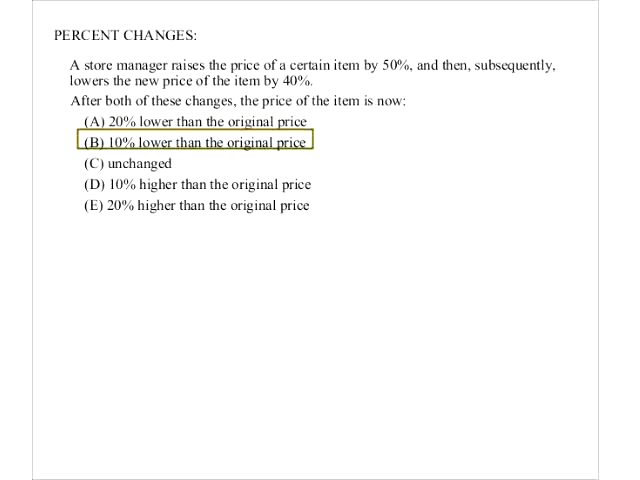 PERCENT CHANGES:
A store manager raises the price of a certain item by 50%, and then, subsequently,
lowers the new price of the item by 40%.
After both of these changes, the price of the item is now:
(A) 20% lower than the original price
(B) 10% lower than the original price
(C) unchanged
(D) 10% higher than the original price
(E) 20% higher than the original price